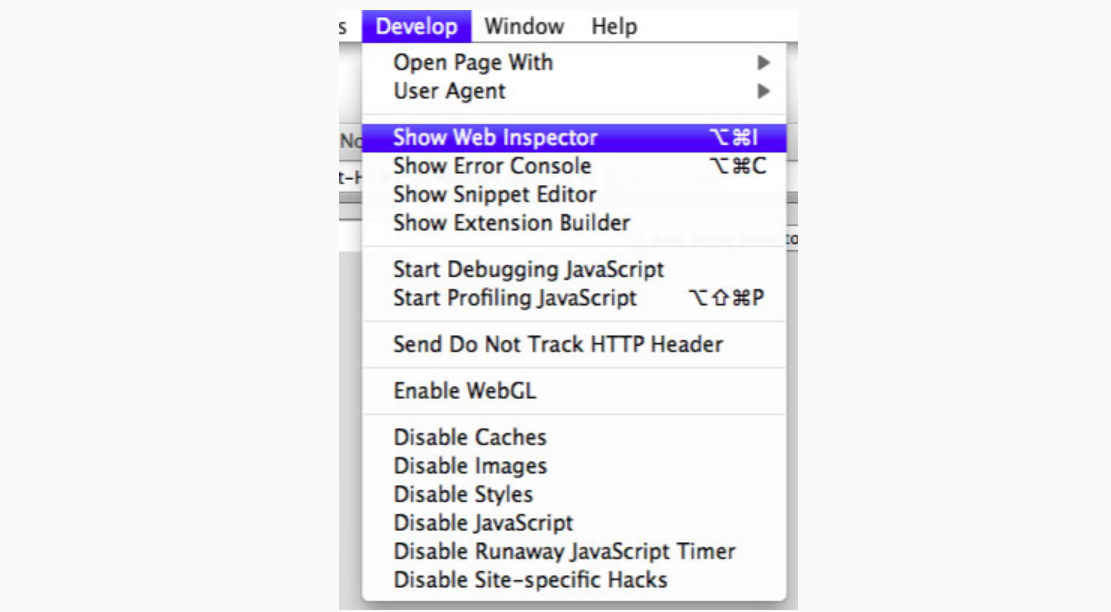 s Develop Window Help
Open Page With
User Agent
No
Show Web Inspector ⌥⌘I
Show Error Console ⌥⌘C
t-H
Show Snippet Editor
Show Extension Builder
to
Start Debugging JavaScript
Start Profiling JavaScript ⌥⇧⌘P
Send Do Not Track HTTP Header
Enable WebGL
Disable Caches
Disable Images
Disable Styles
Disable JavaScript
Disable Runaway JavaScript Timer
Disable Site-specific Hacks